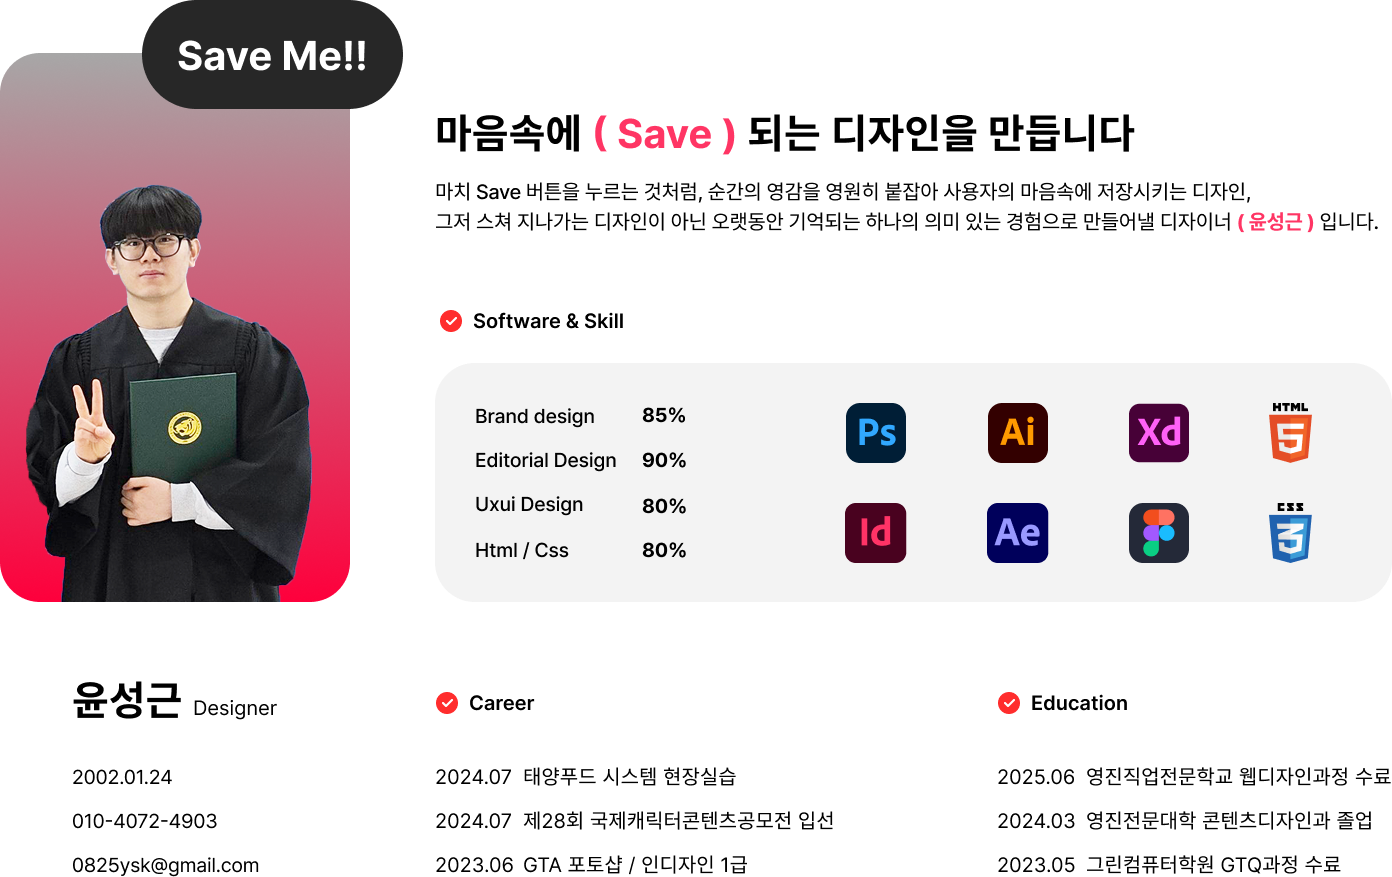 Save Me!!
마음속에 ( Save ) 되는 디자인을 만듭니다
마치 Save 버튼을 누르는 것처럼, 순간의 영감을 영원히 붙잡아 사용자의 마음속에 저장시키는 디자인,
그저 스쳐 지나가는 디자인이 아닌 오랫동안 기억되는 하나의 의미 있는 경험으로 만들어낼 디자이너 ( 윤성근 ) 입니다.
Software & Skill
Brand design 85%
Editorial Design 90%
Uxui Design 80%
Html / Css 80%
Ps Ai Xd HTML 5
Id Ae CSS 3
윤성근 Designer
2002.01.24
010-4072-4903
0825ysk@gmail.com
Career
2024.07 태양푸드 시스템 현장실습
2024.07 제28회 국제캐릭터콘텐츠공모전 입선
2023.06 GTA 포토샵 / 인디자인 1급
Education
2025.06 영진직업전문학교 웹디자인과정 수료
2024.03 영진전문대학 콘텐츠디자인과 졸업
2023.05 그린컴퓨터학원 GTQ과정 수료